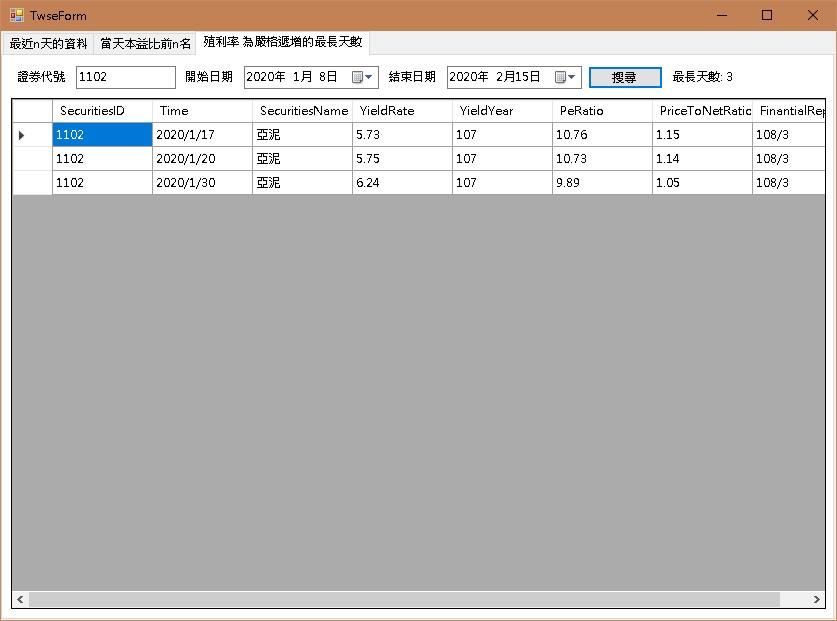 TwseForm
最近n天的資料 當天本益比前n名 殖利率 為嚴格遞增的最長天數
證券代號 1102 開始日期 2020年 1月 8日 結束日期 2020年 2月15日 搜尋 最長天數: 3
SecuritiesID Time SecuritiesName YieldRate YieldYear PeRatio PriceToNetRatio FinantialRep
1102 2020/1/17 亞泥 5.73 107 10.76 1.15 108/3
1102 2020/1/20 亞泥 5.75 107 10.73 1.14 108/3
1102 2020/1/30 亞泥 6.24 107 9.89 1.05 108/3